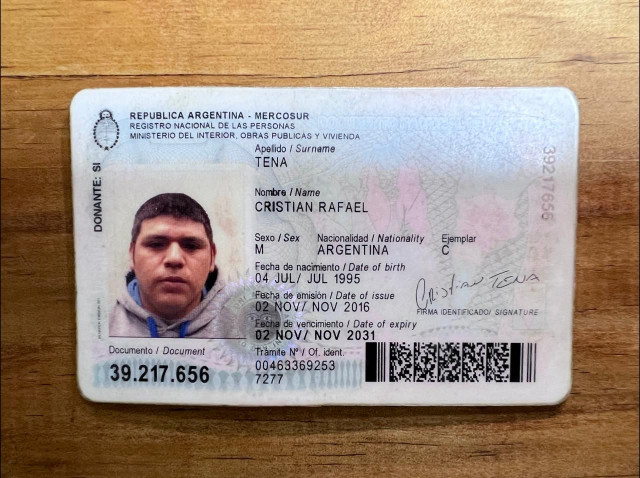 REPUBLICA ARGENTINA - MERCOSUR
REGISTRO NACIONAL DE LAS PERSONAS
MINISTERIO DEL INTERIOR, OBRAS PUBLICAS Y VIVIENDA
Apellido / Surname
TENA
Nombre / Name
CRISTIAN RAFAEL
Sexo / Sex Nacionalidad / Nationality Ejemplar
M ARGENTINA C
Fecha de nacimiento / Date of birth
04 JUL/ JUL 1995
Fecha de emisión / Date of issue
02 NOV/ NOV 2016
Fecha de vencimiento / Date of expiry
02 NOV/ NOV 2031
Trámite N° / Of. ident.
00463369253
7277
Documento / Document
39.217.656
Cristian TENA
FIRMA IDENTIFICADO/ SIGNATURE
DONANTE: SI
39217656